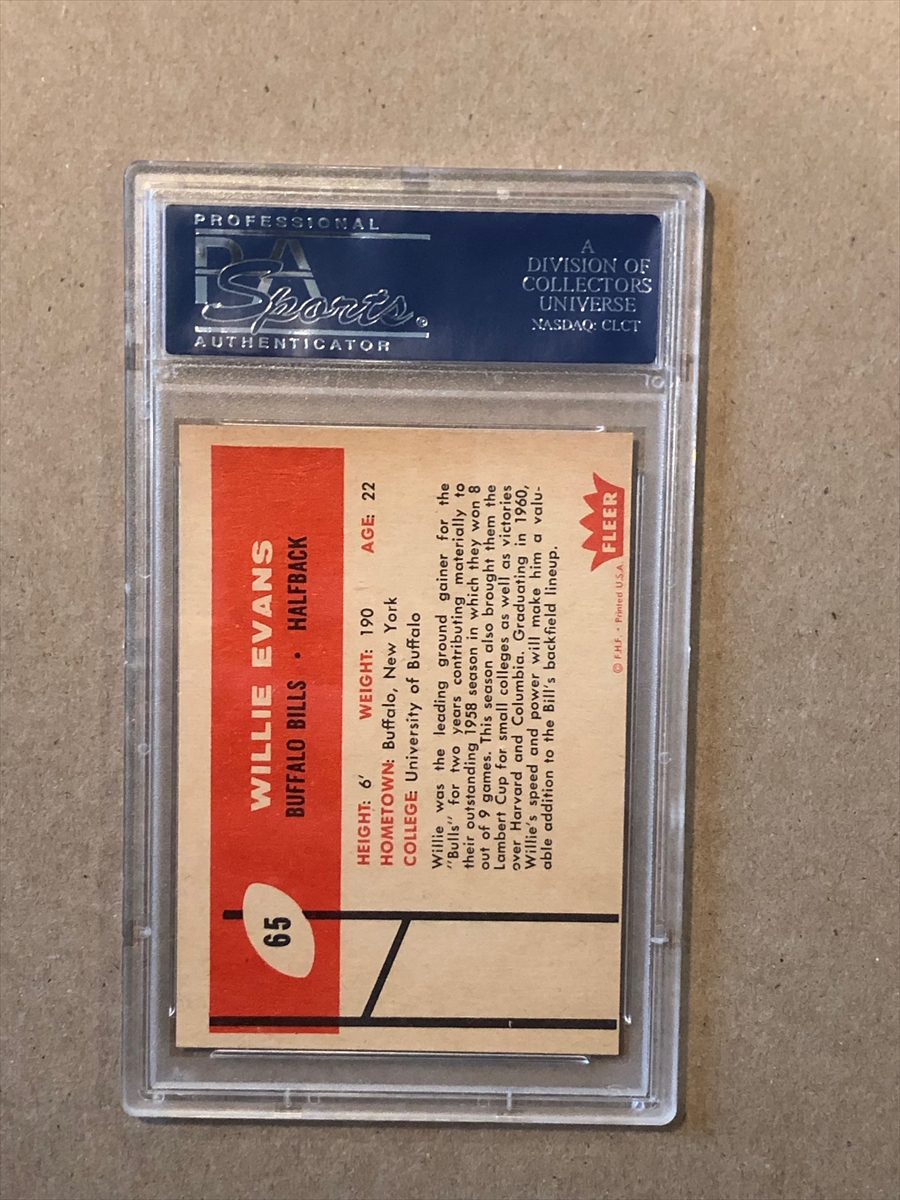 PROFESSIONAL
PSA
Sports®
AUTHENTICATOR
A
DIVISION OF
COLLECTORS
UNIVERSE
NASDAQ: CLCT
65
WILLIE EVANS
BUFFALO BILLS • HALFBACK
HEIGHT: 6' WEIGHT: 190 AGE: 22
HOMETOWN: Buffalo, New York
COLLEGE: University of Buffalo
Willie was the leading ground gainer for the
"Bulls" for two years contributing materially to
their outstanding 1958 season in which they won 8
out of 9 games. This season also brought them the
Lambert Cup for small colleges as well as victories
over Harvard and Columbia. Graduating in 1960,
Willie's speed and power will make him a valu-
able addition to the Bill's backfield lineup.
© F.H.F. • Printed U.S.A.
FLEER